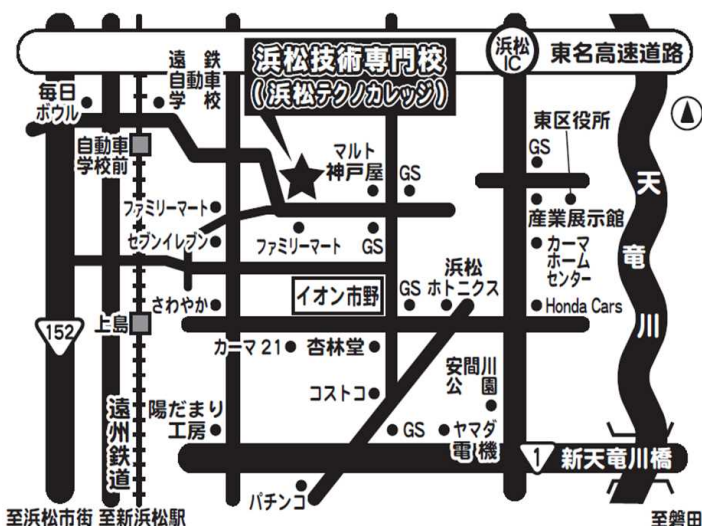 浜松
IC
東名高速道路
遠鉄
自動車
学校
浜松技術専門校
(浜松テクノカレッジ)
毎日
ボウル
自動車
学校前
マルト
神戸屋
GS
東区役所
GS
産業展示館
ファミリーマート
セブンイレブン
ファミリーマート
GS
カーマ
ホーム
センター
天竜川
さわやか
イオン市野
GS
浜松
ホトニクス
Honda Cars
152
上島
カーマ21
杏林堂
安間川
公園
コストコ
遠州鉄道
陽だまり
工房
GS
ヤマダ
電機
1
新天竜川橋
パチンコ
至浜松市街
至新浜松駅
至磐田